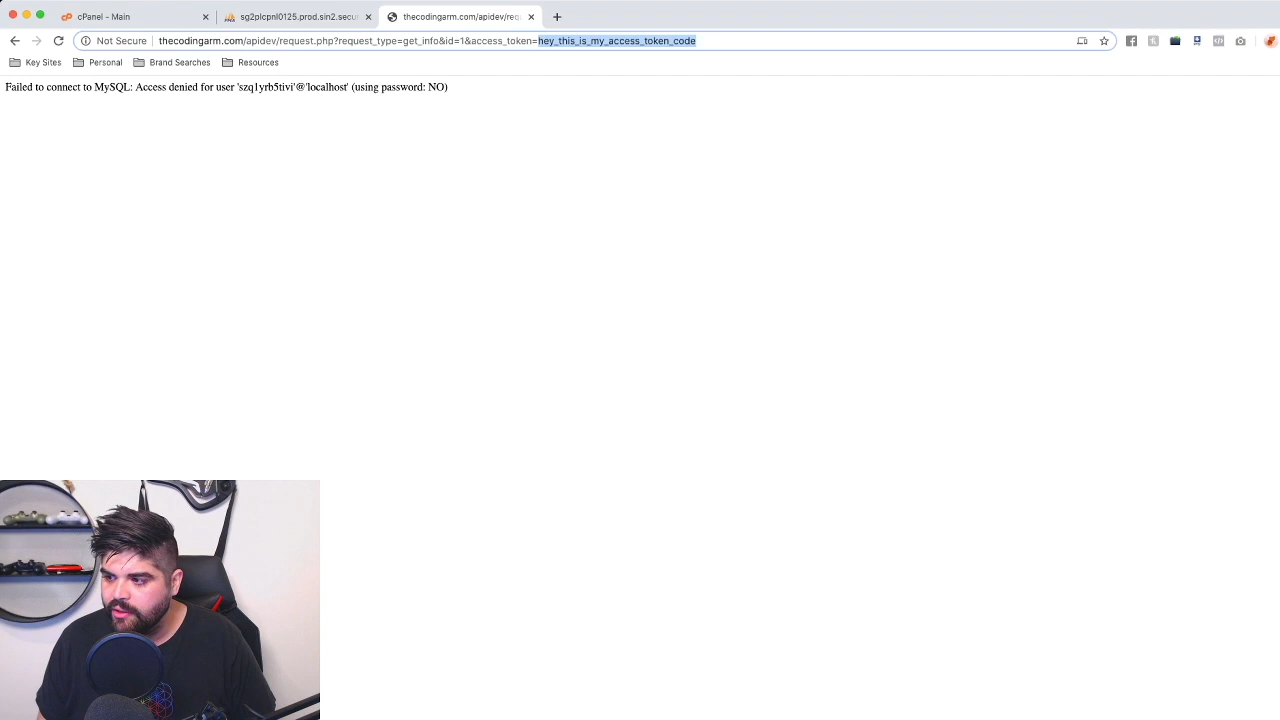 cPanel - Main
sg2plcpnl0125.prod.sin2.secu
thecodingarm.com/apidev/req
Not Secure
thecodingarm.com/apidev/request.php?request_type=get_info&id=1&access_token=hey_this_is_my_access_token_code
Key Sites
Personal
Brand Searches
Resources
Failed to connect to MySQL: Access denied for user 'szq1yrb5tivi'@'localhost' (using password: NO)